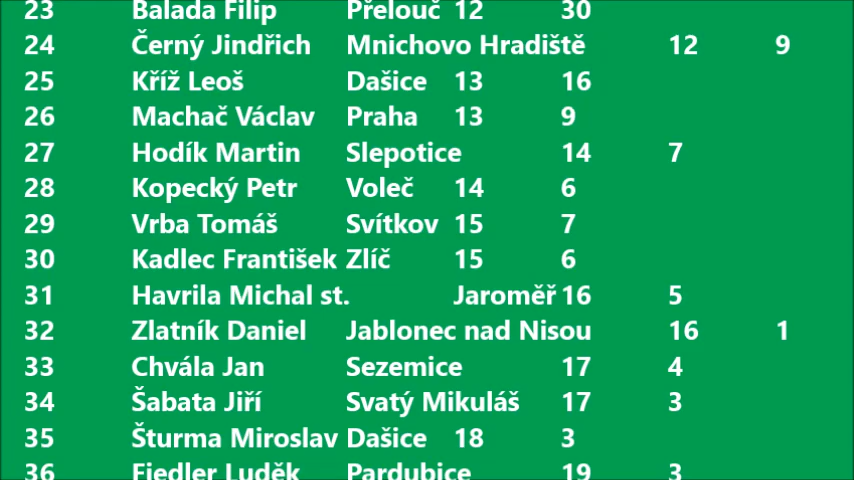 23 Balada Filip Přelouč 12 30
24 Černý Jindřich Mnichovo Hradiště 12 9
25 Kříž Leoš Dašice 13 16
26 Machač Václav Praha 13 9
27 Hodík Martin Slepotice 14 7
28 Kopecký Petr Voleč 14 6
29 Vrba Tomáš Svítkov 15 7
30 Kadlec František Zlíč 15 6
31 Havrila Michal st. Jaroměř 16 5
32 Zlatník Daniel Jablonec nad Nisou 16 1
33 Chvála Jan Sezemice 17 4
34 Šabata Jiří Svatý Mikuláš 17 3
35 Šturma Miroslav Dašice 18 3
36 Fiedler Luděk Pardubice 19 3